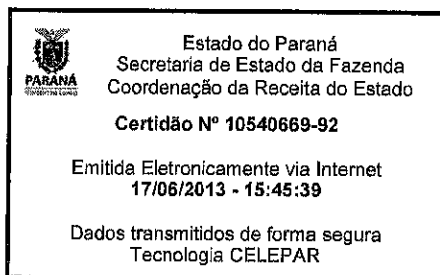 Estado do Paraná
Secretaria de Estado da Fazenda
Coordenação da Receita do Estado
PARANÁ
Certidão Nº 10540669-92
Emitida Eletronicamente via Internet
17/06/2013 - 15:45:39
Dados transmitidos de forma segura
Tecnologia CELEPAR